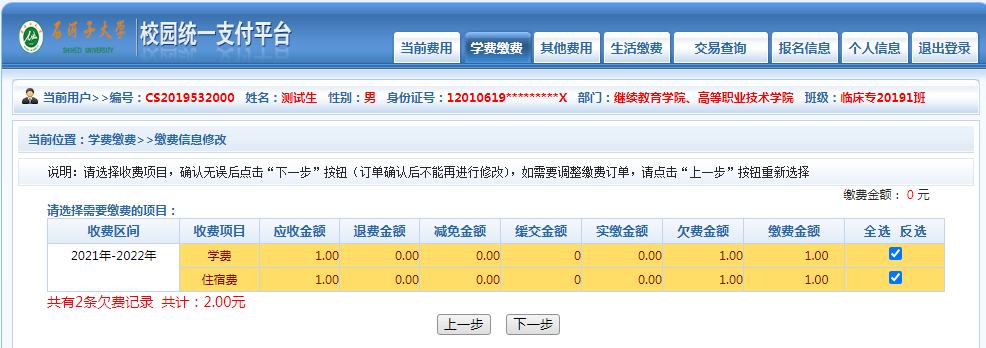 石河子大学
SHIHEZI UNIVERSITY
校园统一支付平台
当前费用 学费缴费 其他费用 生活缴费 交易查询 报名信息 个人信息 退出登录
当前用户>>编号：CS2019532000 姓名：测试生 性别：男 身份证号：12010619*********X 部门：继续教育学院、高等职业技术学院 班级：临床专20191班
当前位置：学费缴费>>缴费信息修改
说明：请选择收费项目，确认无误后点击“下一步”按钮（订单确认后不能再进行修改），如需要调整缴费订单，请点击“上一步”按钮重新选择
缴费金额：0 元
请选择需要缴费的项目：
收费区间 收费项目 应收金额 退费金额 减免金额 缓交金额 实缴金额 欠费金额 缴费金额 全选 反选
2021年-2022年 学费 1.00 0.00 0.00 0 0.00 1.00 1.00
住宿费 1.00 0.00 0.00 0 0.00 1.00 1.00
共有2条欠费记录 共计：2.00元
上一步 下一步